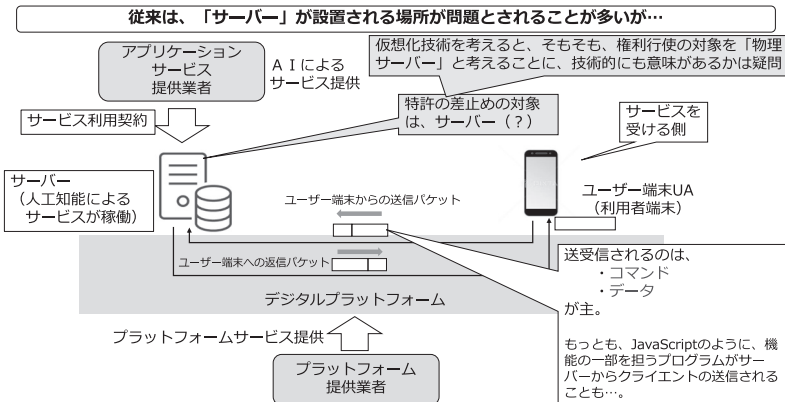 従来は、「サーバー」が設置される場所が問題とされることが多いが…
アプリケーション
サービス
提供業者
ＡＩによる
サービス提供
仮想化技術を考えると、そもそも、権利行使の対象を「物理
サーバー」と考えることに、技術的にも意味があるかは疑問
サービス利用契約
特許の差止めの対象
は、サーバー（？）
サービスを
受ける側
サーバー
（人工知能による
サービスが稼働）
ユーザー端末からの送信パケット
ユーザー端末UA
（利用者端末）
ユーザー端末への返信パケット
デジタルプラットフォーム
送受信されるのは、
・コマンド
・データ
が主。
もっとも、JavaScriptのように、機
能の一部を担うプログラムがサー
バーからクライエントの送信される
ことも…。
プラットフォームサービス提供
プラットフォーム
提供業者